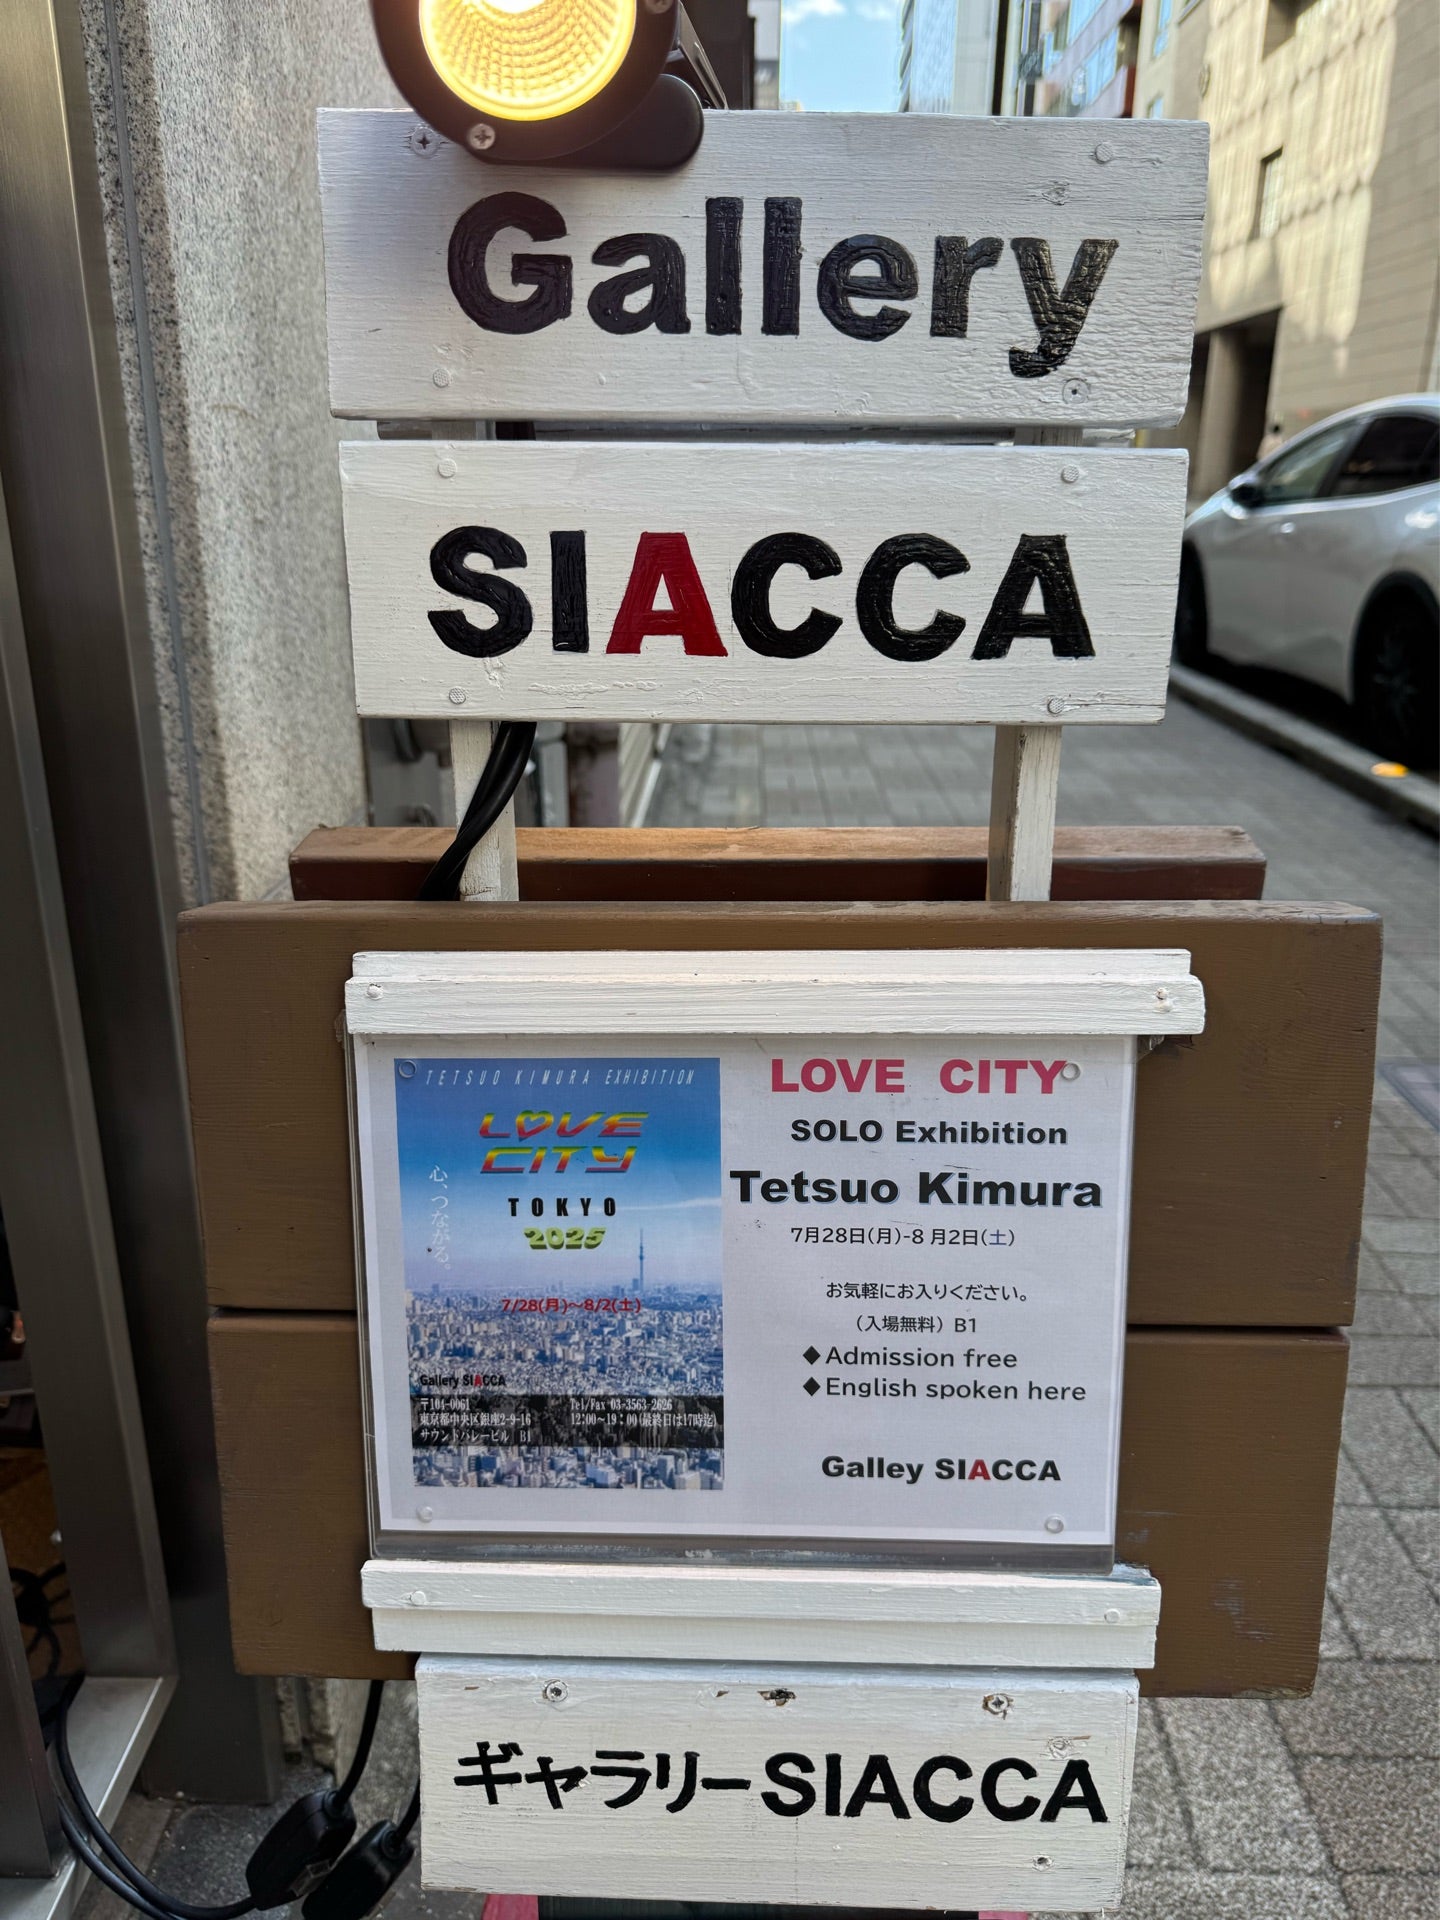 Gallery
SIACCA
TETSUO KIMURA EXHIBITION
LOVE
CITY
TOKYO
2025
心、つながる。
7/28(月)〜8/2(土)
Gallery SIACCA
〒104-0061
東京都中央区銀座2-9-16
サウンドバレービル B1
Tel/Fax 03-3563-2626
12:00〜19:00(最終日は17時迄)
LOVE CITY
SOLO Exhibition
Tetsuo Kimura
7月28日(月)-8月2日(土)
お気軽にお入りください。
(入場無料) B1
◆Admission free
◆English spoken here
Galley SIACCA
ギャラリーSIACCA